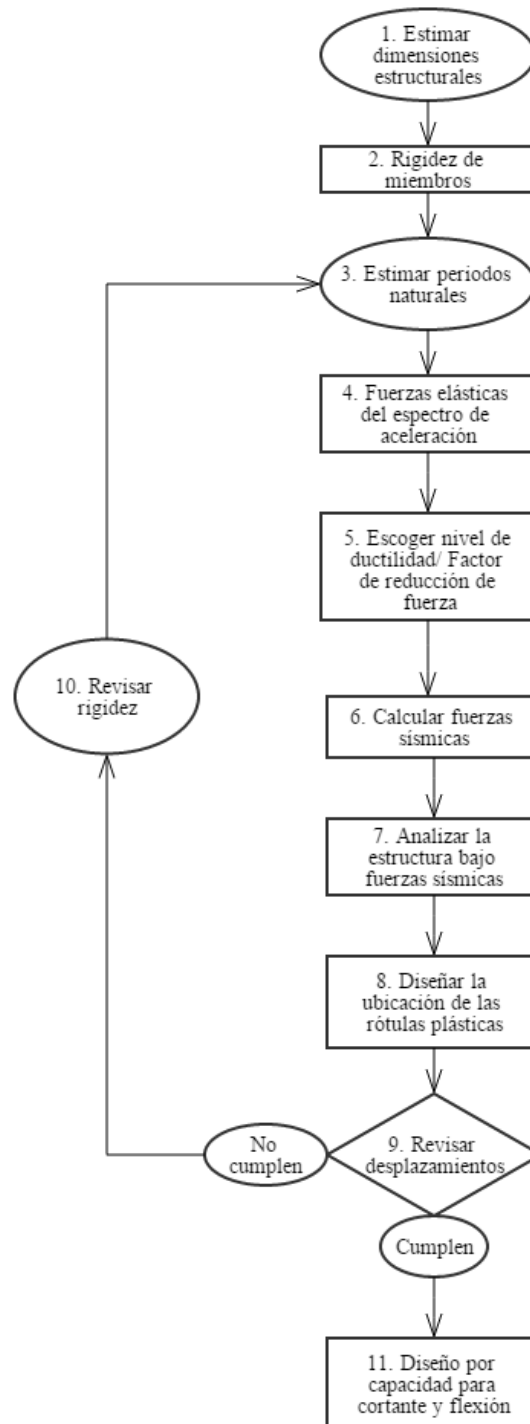 1. Estimar
dimensiones
estructurales
2. Rigidez de
miembros
3. Estimar periodos
naturales
4. Fuerzas elásticas
del espectro de
aceleración
5. Escoger nivel de
ductilidad/ Factor
de reducción de
fuerza
10. Revisar
rigidez
6. Calcular fuerzas
sísmicas
7. Analizar la
estructura bajo
fuerzas sísmicas
8. Diseñar la
ubicación de las
rótulas plásticas
9. Revisar
desplazamientos
No
cumplen
Cumplen
11. Diseño por
capacidad para
cortante y flexión